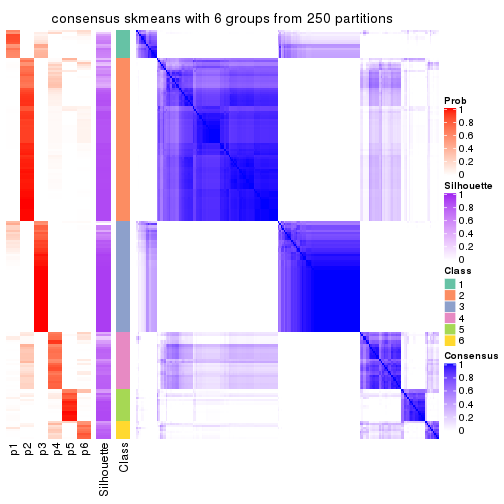 consensus skmeans with 6 groups from 250 partitions
Prob
1
0.8
0.6
0.4
0.2
0
Silhouette
1
0.8
0.6
0.4
0.2
0
Class
1
2
3
4
5
6
Consensus
1
0.8
0.6
0.4
0.2
0
p1
p2
p3
p4
p5
p6
Silhouette
Class